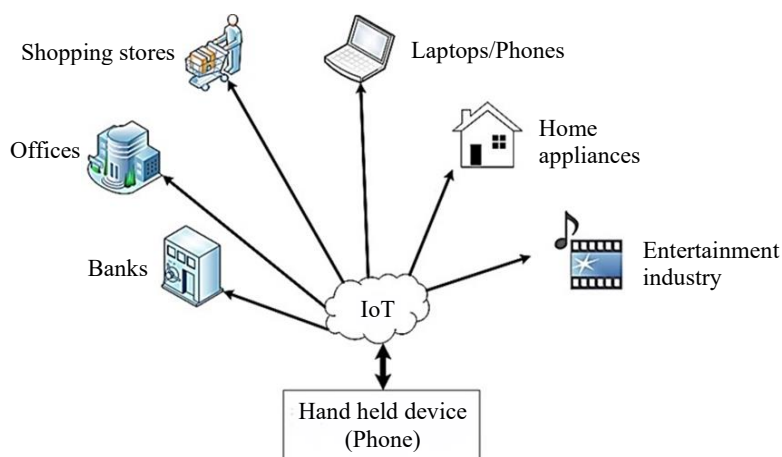 Shopping stores
Laptops/Phones
Offices
Home
appliances
Banks
Entertainment
industry
IoT
Hand held device
(Phone)